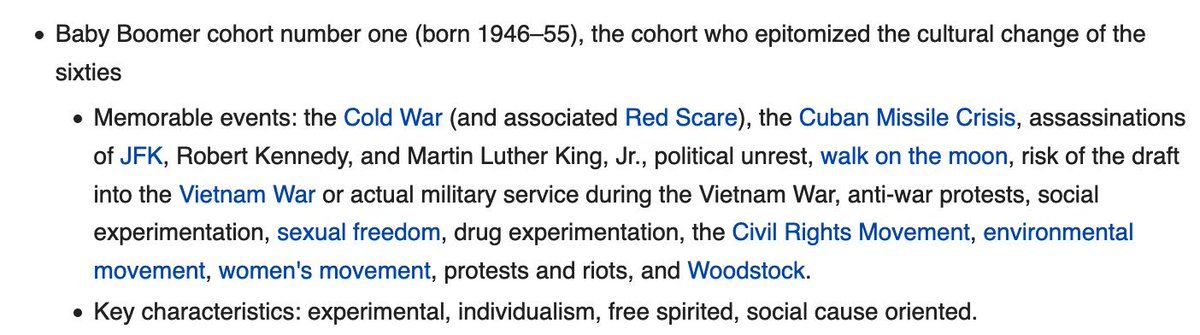 • Baby Boomer cohort number one (born 1946–55), the cohort who epitomized the cultural change of the
sixties
• Memorable events: the Cold War (and associated Red Scare), the Cuban Missile Crisis, assassinations
of JFK, Robert Kennedy, and Martin Luther King, Jr., political unrest, walk on the moon, risk of the draft
into the Vietnam War or actual military service during the Vietnam War, anti-war protests, social
experimentation, sexual freedom, drug experimentation, the Civil Rights Movement, environmental
movement, women's movement, protests and riots, and Woodstock.
• Key characteristics: experimental, individualism, free spirited, social cause oriented.